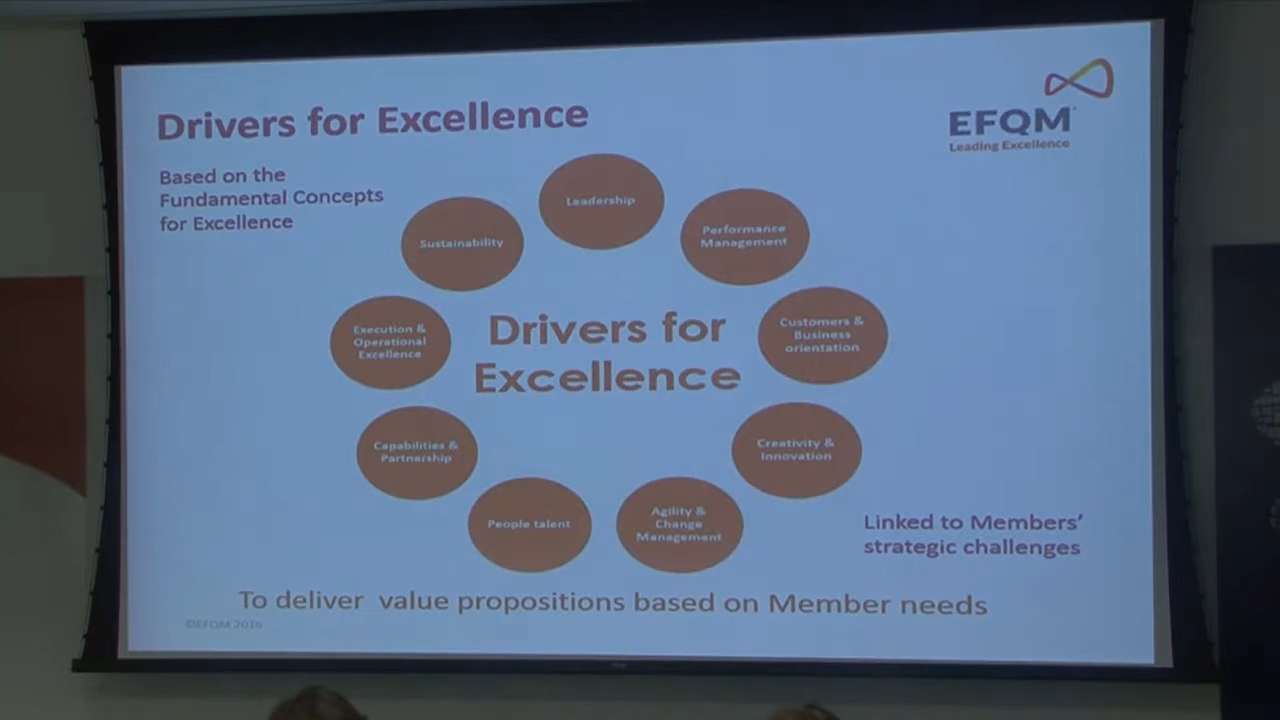 Drivers for Excellence
EFQM
Leading Excellence
Based on the
Fundamental Concepts
for Excellence
Leadership
Performance
Management
Customers &
Business
orientation
Creativity &
Innovation
Agility &
Change
Management
People talent
Capabilities &
Partnership
Execution &
Operational
Excellence
Sustainability
Drivers for
Excellence
Linked to Members'
strategic challenges
To deliver value propositions based on Member needs
©EFQM 2016